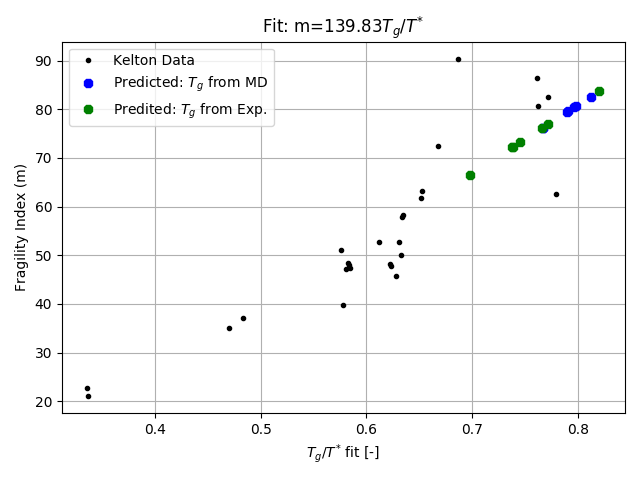 Fit: m=139.83T_g/T^*
Kelton Data
Predicted: T_g from MD
Predited: T_g from Exp.
Fragility Index (m)
90
80
70
60
50
40
30
20
0.4 0.5 0.6 0.7 0.8
T_g/T^* fit [-]